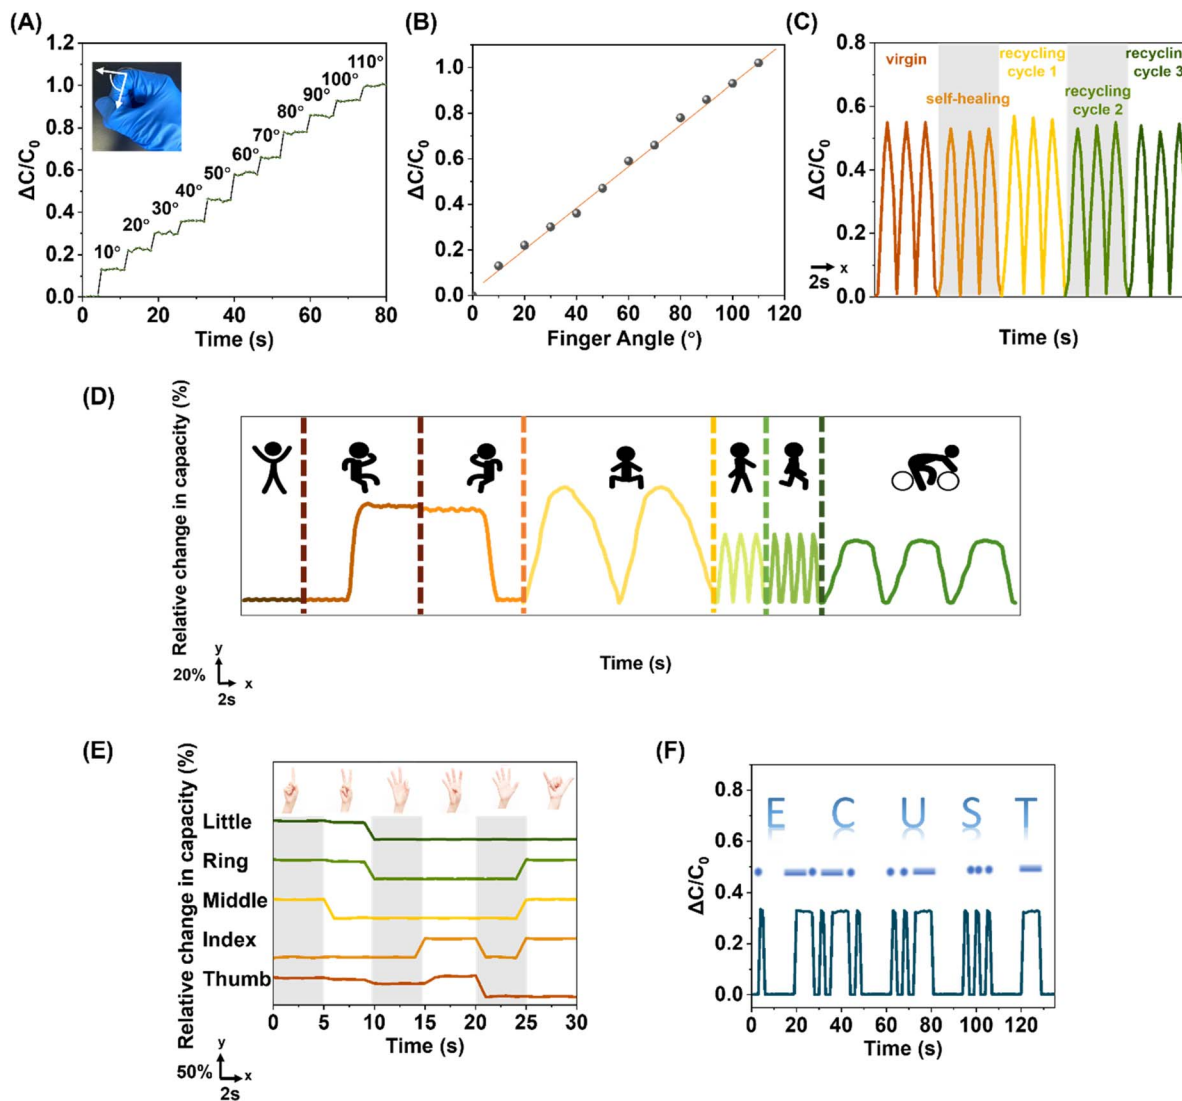 (A)
ΔC/C₀
1.2
1.0
0.8
0.6
0.4
0.2
0.0
10°
20°
30°
40°
50°
60°
70°
80°
90°
100°
110°
0 20 40 60 80
Time (s)
(B)
ΔC/C₀
1.0
0.8
0.6
0.4
0.2
0.0
0 20 40 60 80 100 120
Finger Angle (°)
(C)
ΔC/C₀
0.8
0.6
0.4
0.2
0.0
virgin
self-healing
recycling
cycle 1
recycling
cycle 2
recycling
cycle 3
x
2s
Time (s)
(D)
Relative change in capacity (%)
y
20%
x
2s
Time (s)
(E)
Relative change in capacity (%)
Little
Ring
Middle
Index
Thumb
0 5 10 15 20 25 30
Time (s)
y
50%
x
2s
(F)
ΔC/C₀
0.8
0.6
0.4
0.2
0.0
E C U S T
0 20 40 60 80 100 120
Time (s)